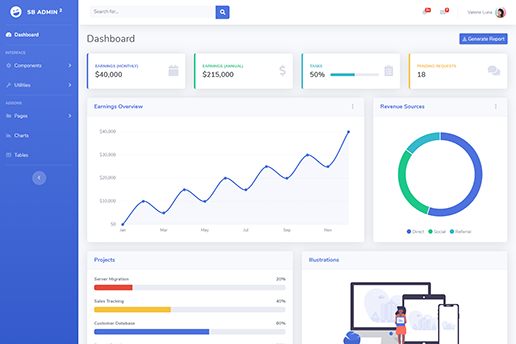 SB ADMIN 2
Search for...
Valerie Luna
Dashboard
INTERFACE
Components
Utilities
ADDONS
Pages
Charts
Tables
Dashboard
Generate Report
EARNINGS (MONTHLY)
$40,000
EARNINGS (ANNUAL)
$215,000
TASKS
50%
PENDING REQUESTS
18
Earnings Overview
$40,000
$30,000
$20,000
$10,000
$0
Jan
Mar
May
Jul
Sep
Nov
Revenue Sources
Direct
Social
Referral
Projects
Server Migration
20%
Sales Tracking
40%
Customer Database
60%
Illustrations